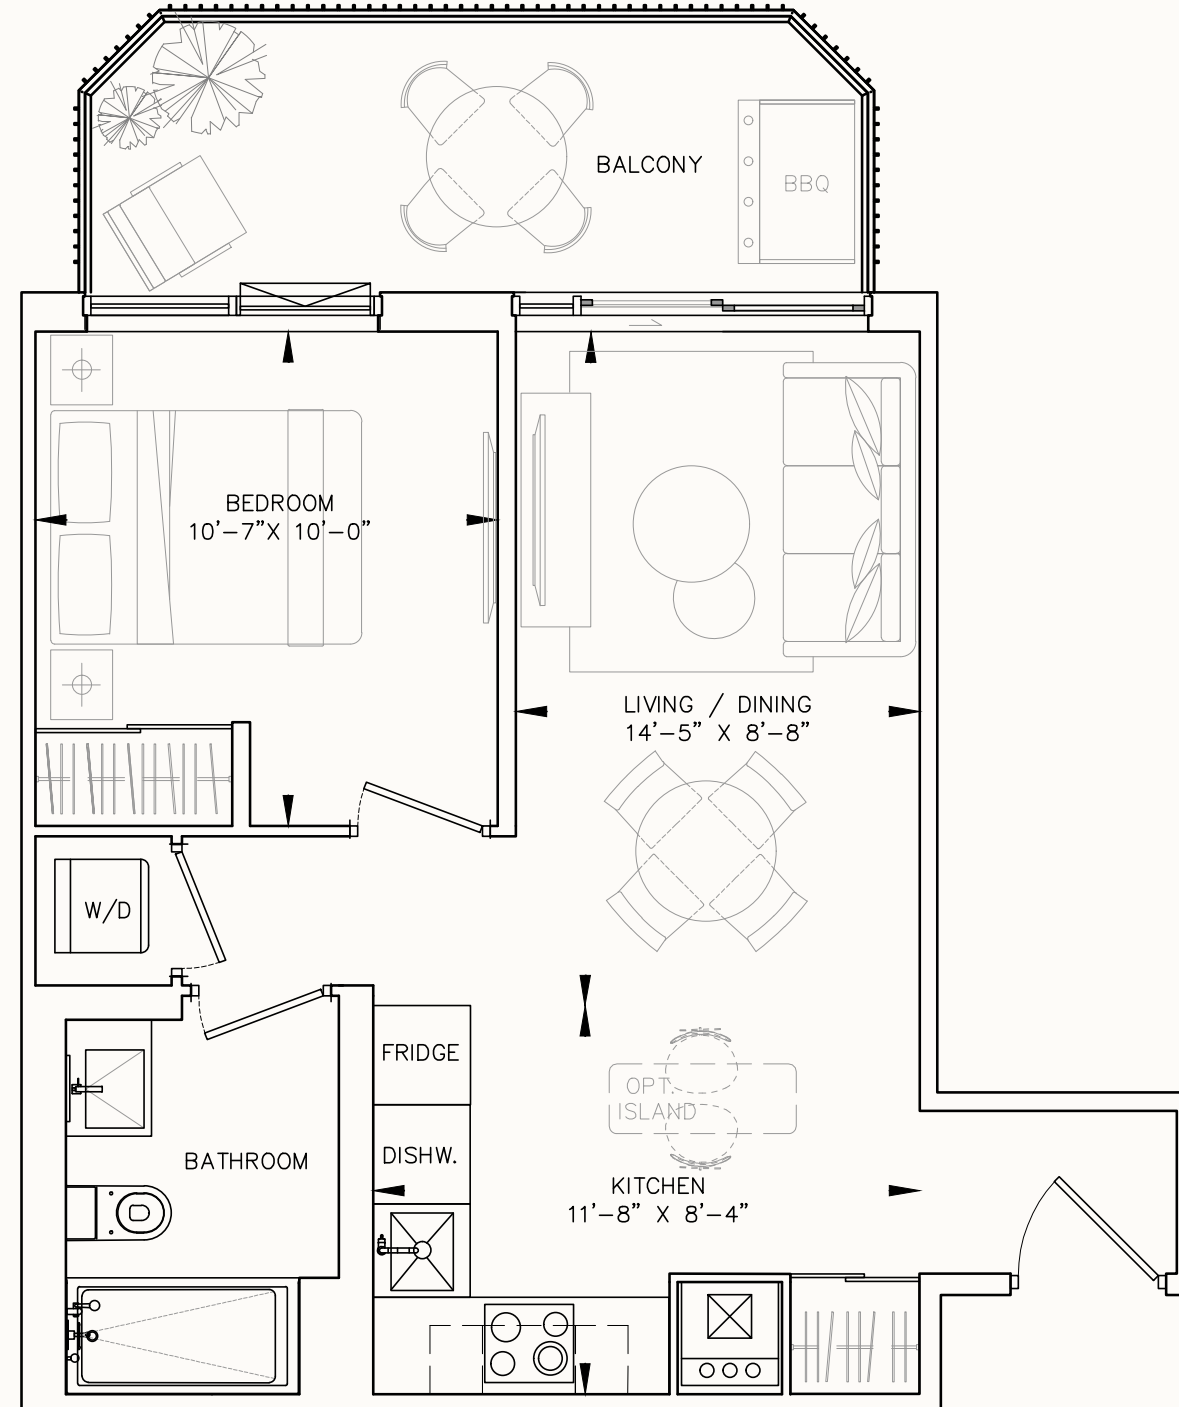 BALCONY
BBQ
BEDROOM
10'-7"X 10'-0"
LIVING / DINING
14'-5" X 8'-8"
W/D
FRIDGE
OPT.
ISLAND
DISHW.
BATHROOM
KITCHEN
11'-8" X 8'-4"